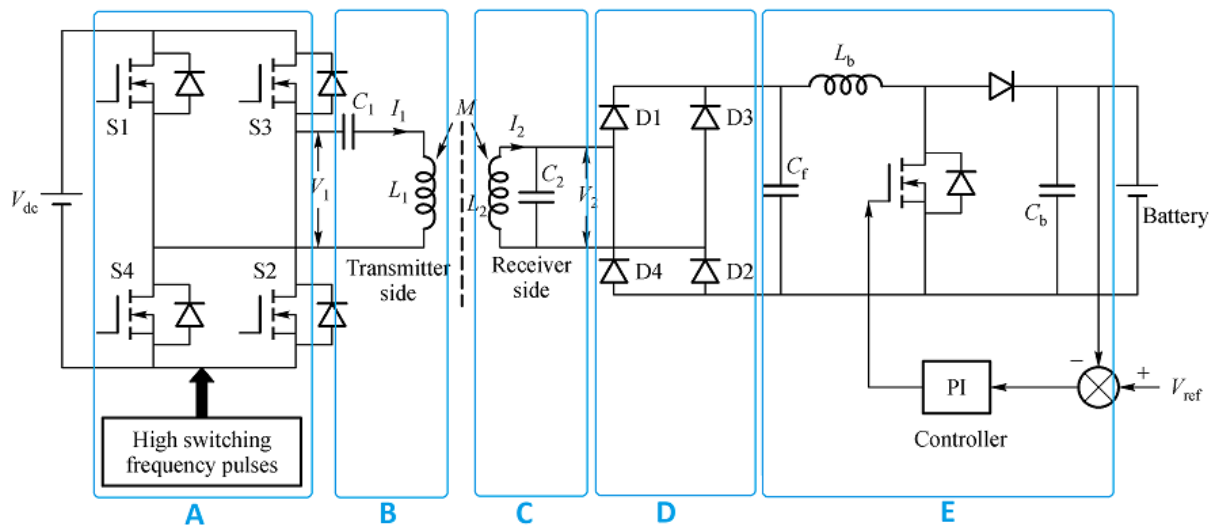 S1
S3
C1
I1
M
I2
D1
D3
Lb
Vdc
V1
L1
L2
C2
V2
Cf
Cb
Battery
S4
S2
Transmitter
side
Receiver
side
D4
D2
−
+
Vref
PI
Controller
High switching
frequency pulses
A
B
C
D
E